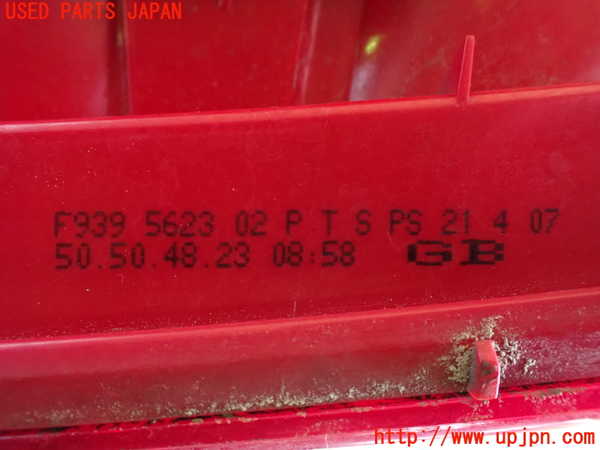 USED PARTS JAPAN
F939 5623 02 P T S PS 21 4 07
50.50.48.23 08:58 GB
http://www.upjpn.com/